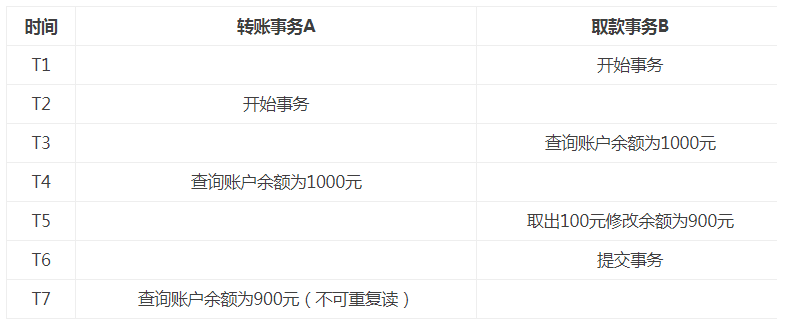 时间 转账事务A 取款事务B
T1 开始事务
T2 开始事务
T3 查询账户余额为1000元
T4 查询账户余额为1000元
T5 取出100元修改余额为900元
T6 提交事务
T7 查询账户余额为900元（不可重复读）